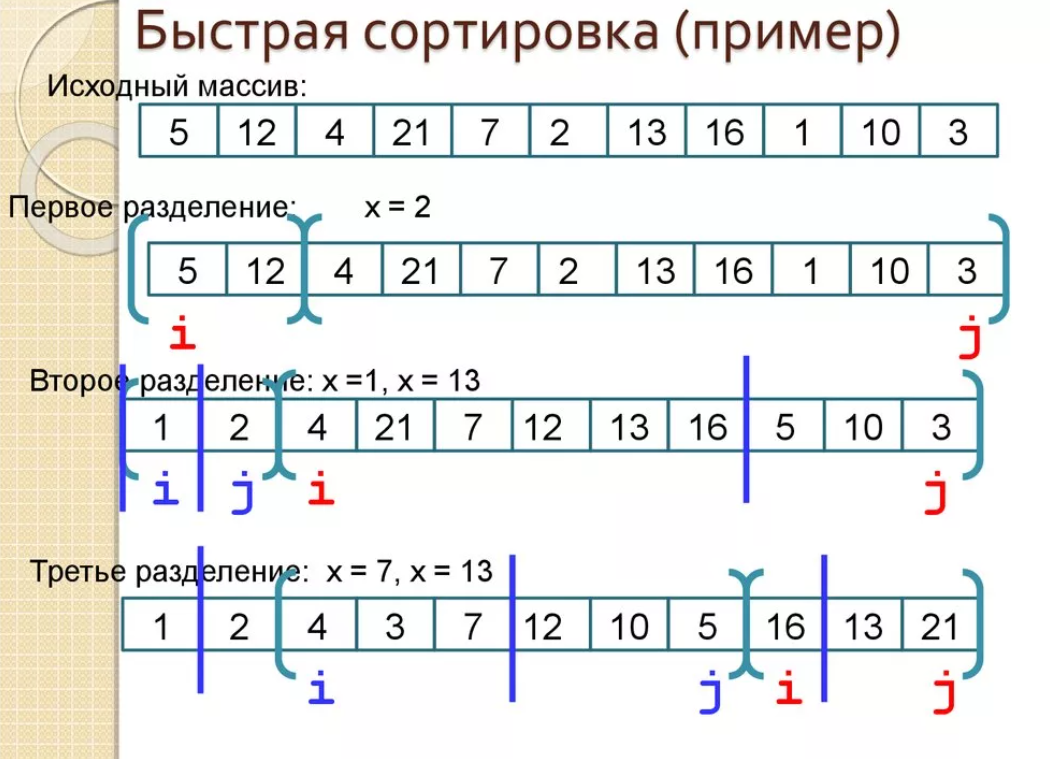 Быстрая сортировка (пример)
Исходный массив:
5 12 4 21 7 2 13 16 1 10 3
Первое разделение: x = 2
5 12 4 21 7 2 13 16 1 10 3
i j
Второе разделение: x =1, x = 13
1 2 4 21 7 12 13 16 5 10 3
i j i j
Третье разделение: x = 7, x = 13
1 2 4 3 7 12 10 5 16 13 21
i j i j